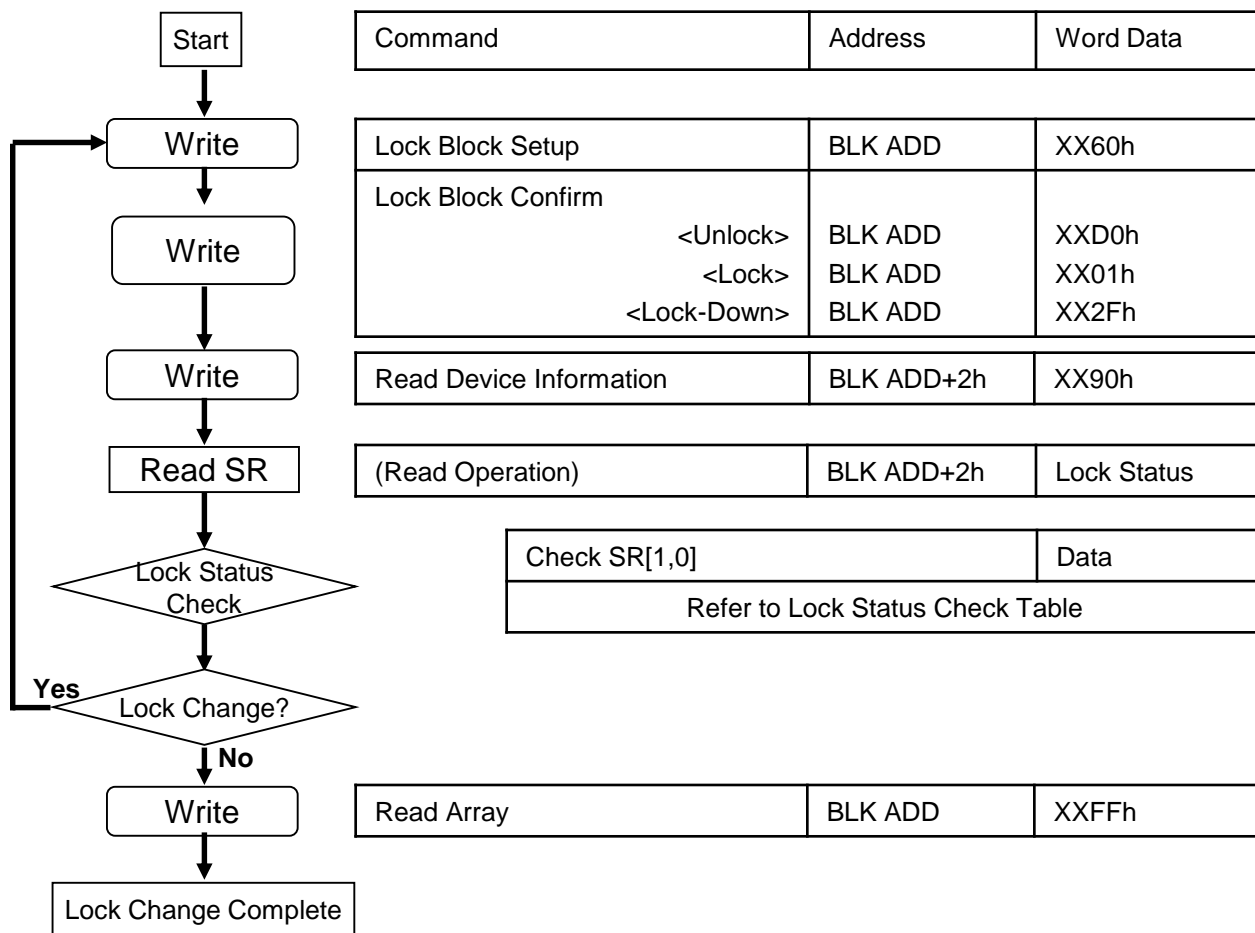 Start
Command Address Word Data
Write
Lock Block Setup BLK ADD XX60h
Lock Block Confirm
Write
<Unlock> BLK ADD XXD0h
<Lock> BLK ADD XX01h
<Lock-Down> BLK ADD XX2Fh
Write
Read Device Information BLK ADD+2h XX90h
Read SR
(Read Operation) BLK ADD+2h Lock Status
Lock Status
Check
Check SR[1,0] Data
Refer to Lock Status Check Table
Yes
Lock Change?
No
Write
Read Array BLK ADD XXFFh
Lock Change Complete